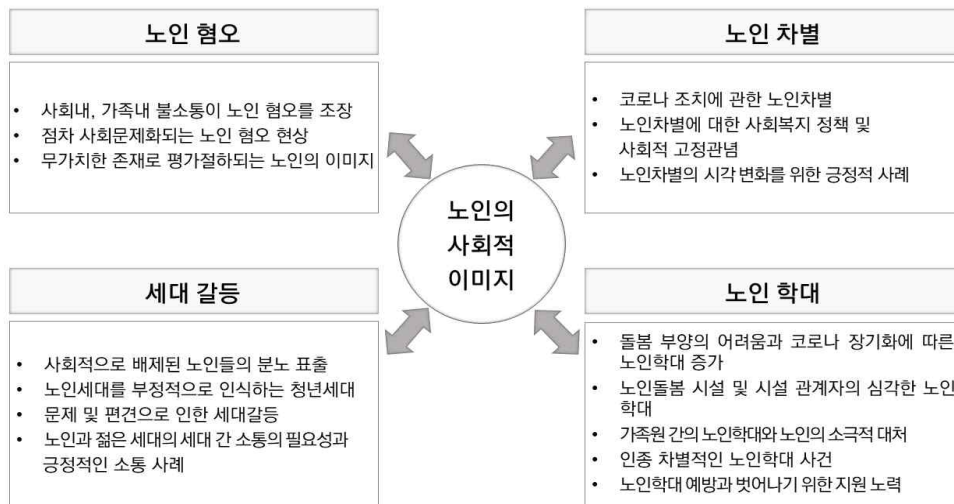 노인 혐오
• 사회내, 가족내 불소통이 노인 혐오를 조장
• 점차 사회문제화되는 노인 혐오 현상
• 무가치한 존재로 평가절하되는 노인의 이미지
노인 차별
• 코로나 조치에 관한 노인차별
• 노인차별에 대한 사회복지 정책 및
사회적 고정관념
• 노인차별의 시각 변화를 위한 긍정적 사례
노인의
사회적
이미지
세대 갈등
• 사회적으로 배제된 노인들의 분노 표출
• 노인세대를 부정적으로 인식하는 청년세대
• 문제 및 편견으로 인한 세대갈등
• 노인과 젊은 세대의 세대 간 소통의 필요성과
긍정적인 소통 사례
노인 학대
• 돌봄 부양의 어려움과 코로나 장기화에 따른
노인학대 증가
• 노인돌봄 시설 및 시설 관계자의 심각한 노인
학대
• 가족원 간의 노인학대와 노인의 소극적 대처
• 인종 차별적인 노인학대 사건
• 노인학대 예방과 벗어나기 위한 지원 노력